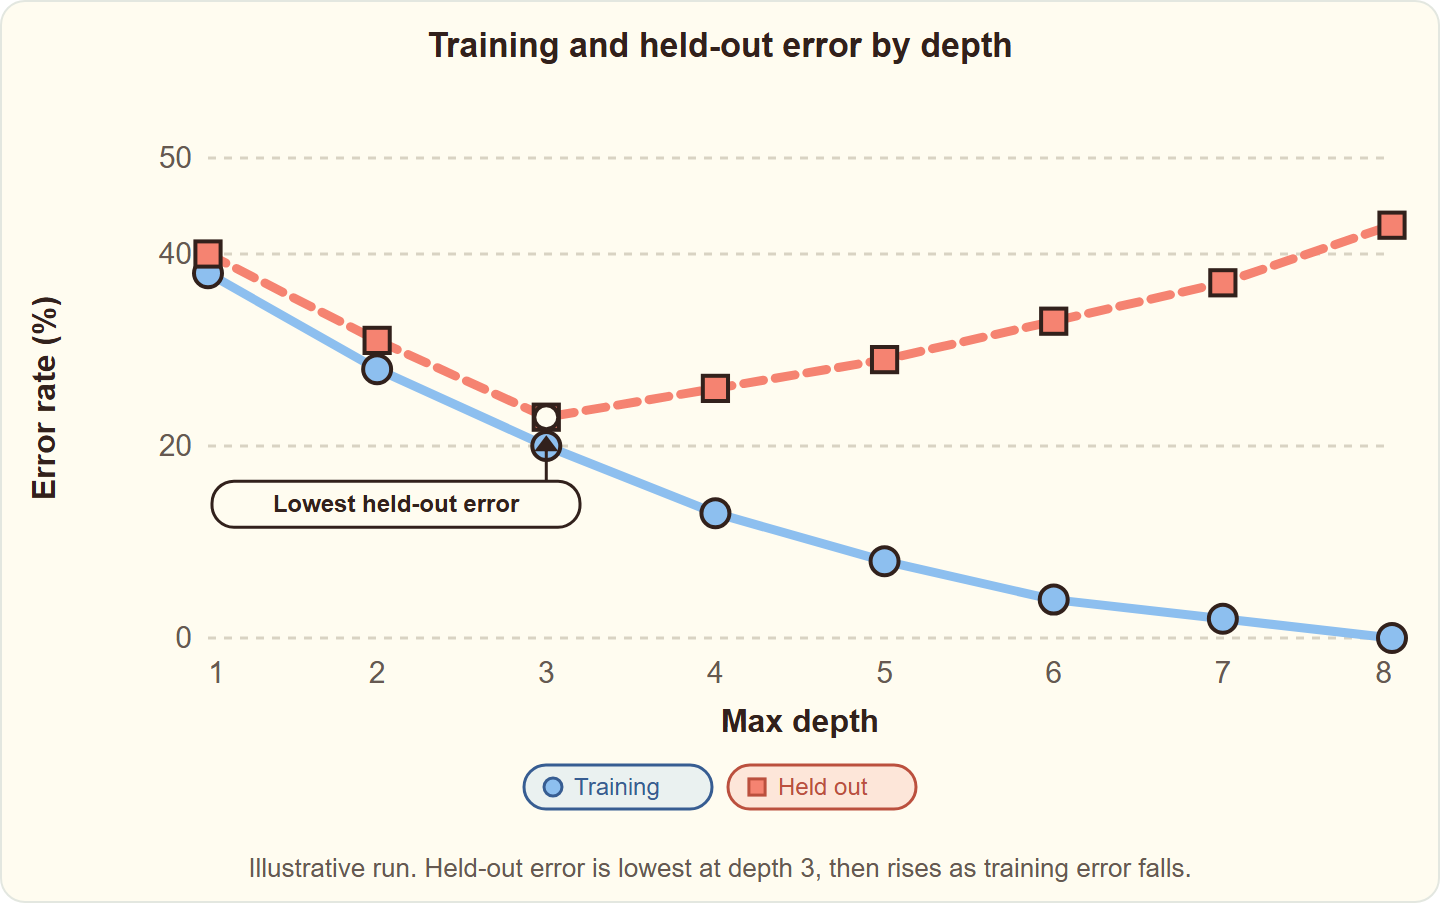 Training and held-out error by depth
50
40
20
0
Error rate (%)
Lowest held-out error
1 2 3 4 5 6 7 8
Max depth
Training Held out
Illustrative run. Held-out error is lowest at depth 3, then rises as training error falls.